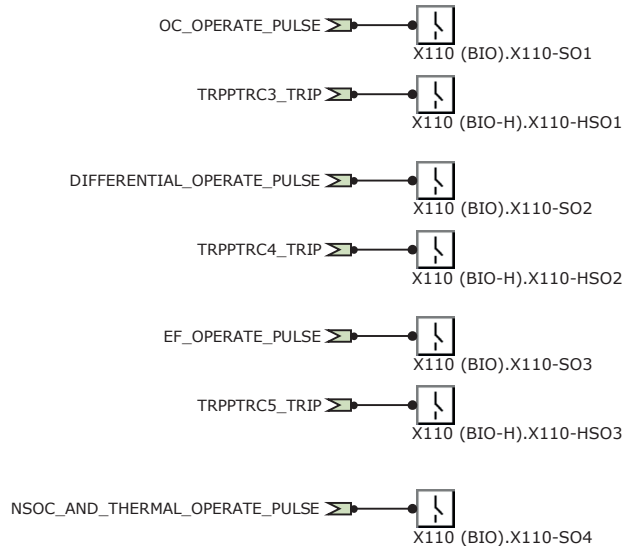 OC_OPERATE_PULSE
X110 (BIO).X110-SO1
TRPPTRC3_TRIP
X110 (BIO-H).X110-HSO1
DIFFERENTIAL_OPERATE_PULSE
X110 (BIO).X110-SO2
TRPPTRC4_TRIP
X110 (BIO-H).X110-HSO2
EF_OPERATE_PULSE
X110 (BIO).X110-SO3
TRPPTRC5_TRIP
X110 (BIO-H).X110-HSO3
NSOC_AND_THERMAL_OPERATE_PULSE
X110 (BIO).X110-SO4